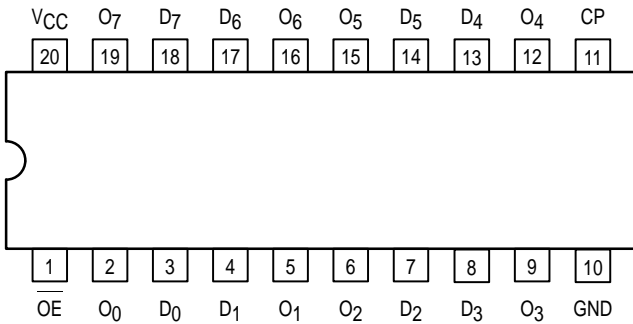 V_CC O₇ D₇ D₆ O₆ O₅ D₅ D₄ O₄ CP
20 19 18 17 16 15 14 13 12 11
1 2 3 4 5 6 7 8 9 10
O̅E̅ O₀ D₀ D₁ O₁ O₂ D₂ D₃ O₃ GND